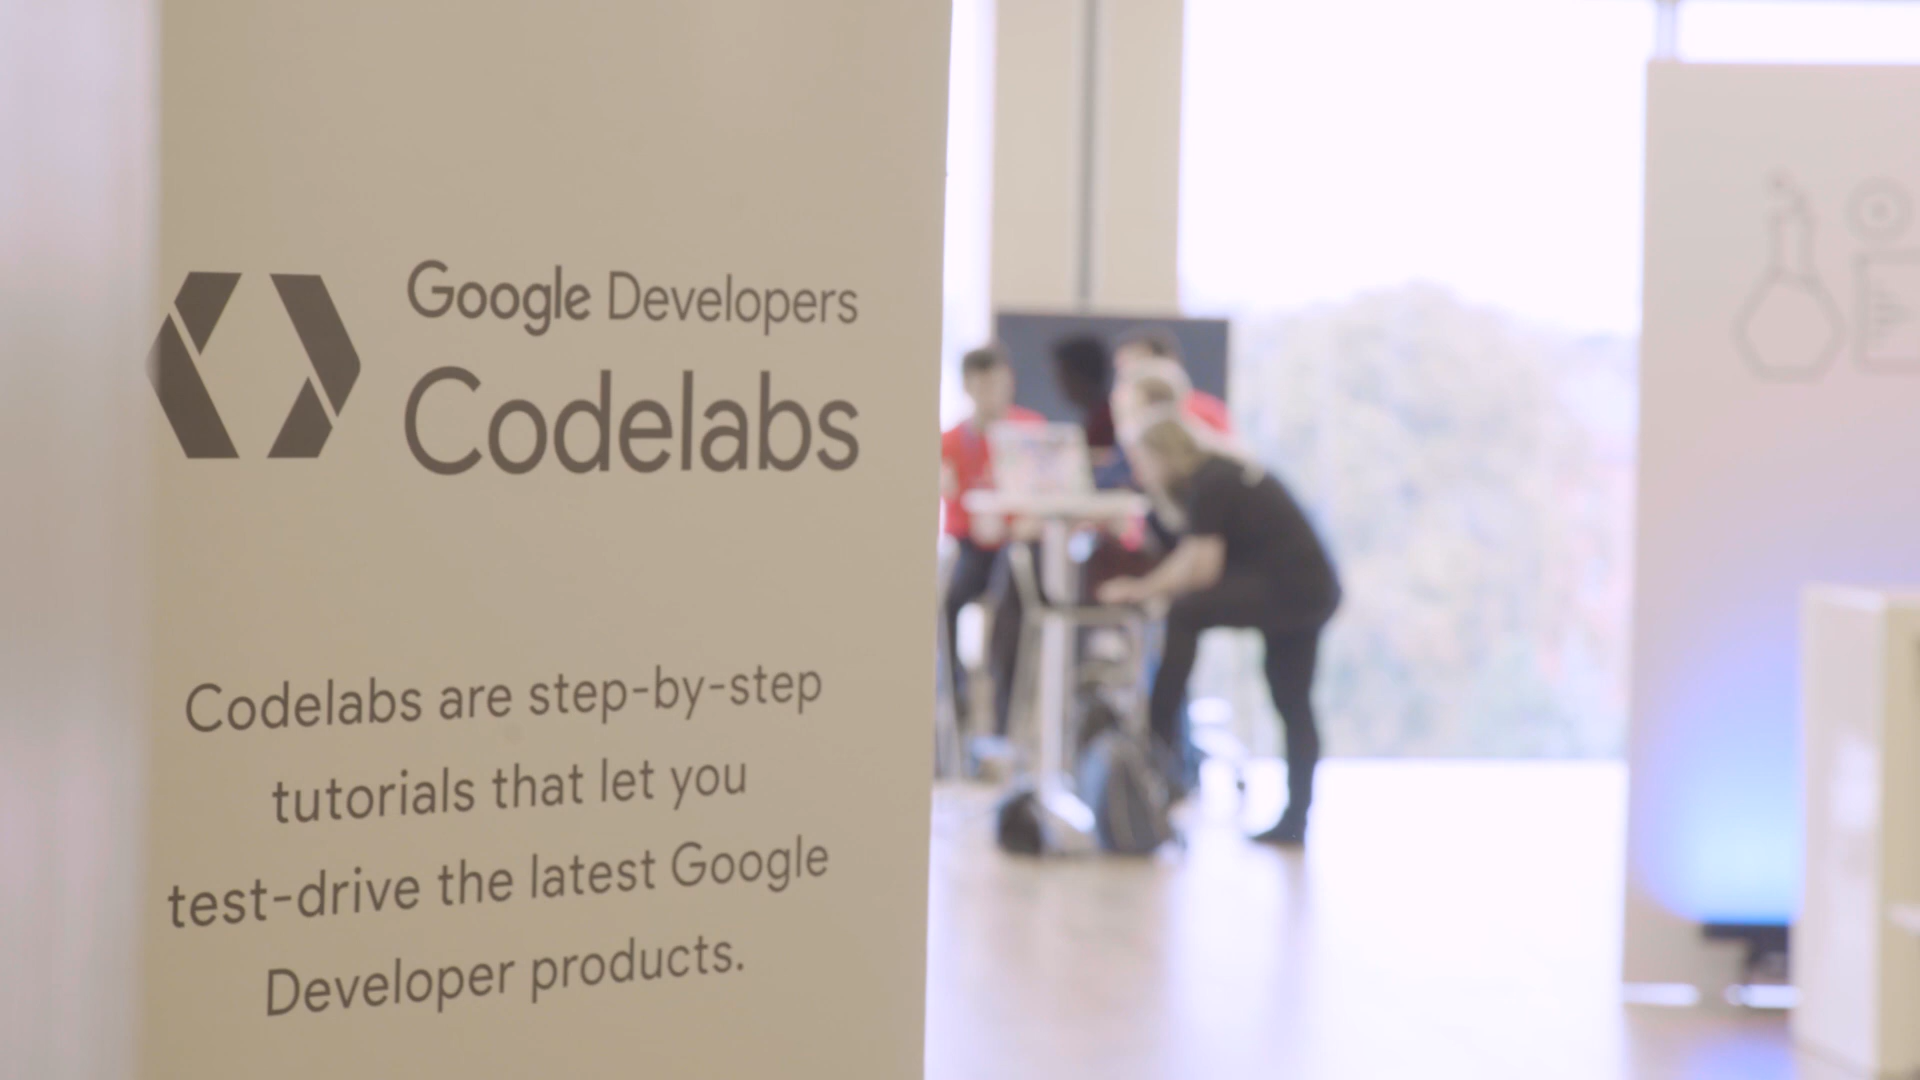 Google Developers
Codelabs
Codelabs are step-by-step
tutorials that let you
test-drive the latest Google
Developer products.